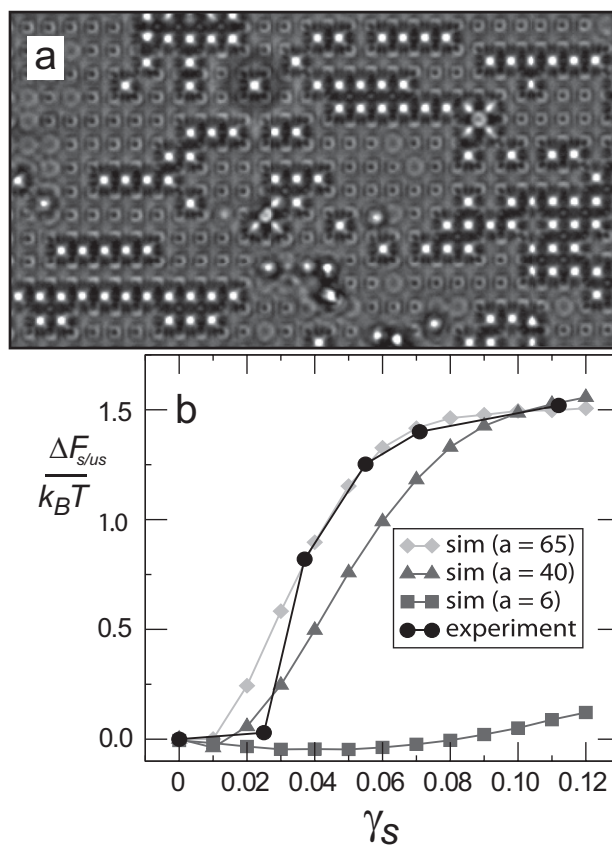 a
b
ΔF_{s/us}
k_BT
1.5
1.0
0.5
0.0
sim (a = 65)
sim (a = 40)
sim (a = 6)
experiment
0 0.02 0.04 0.06 0.08 0.10 0.12
γ_s